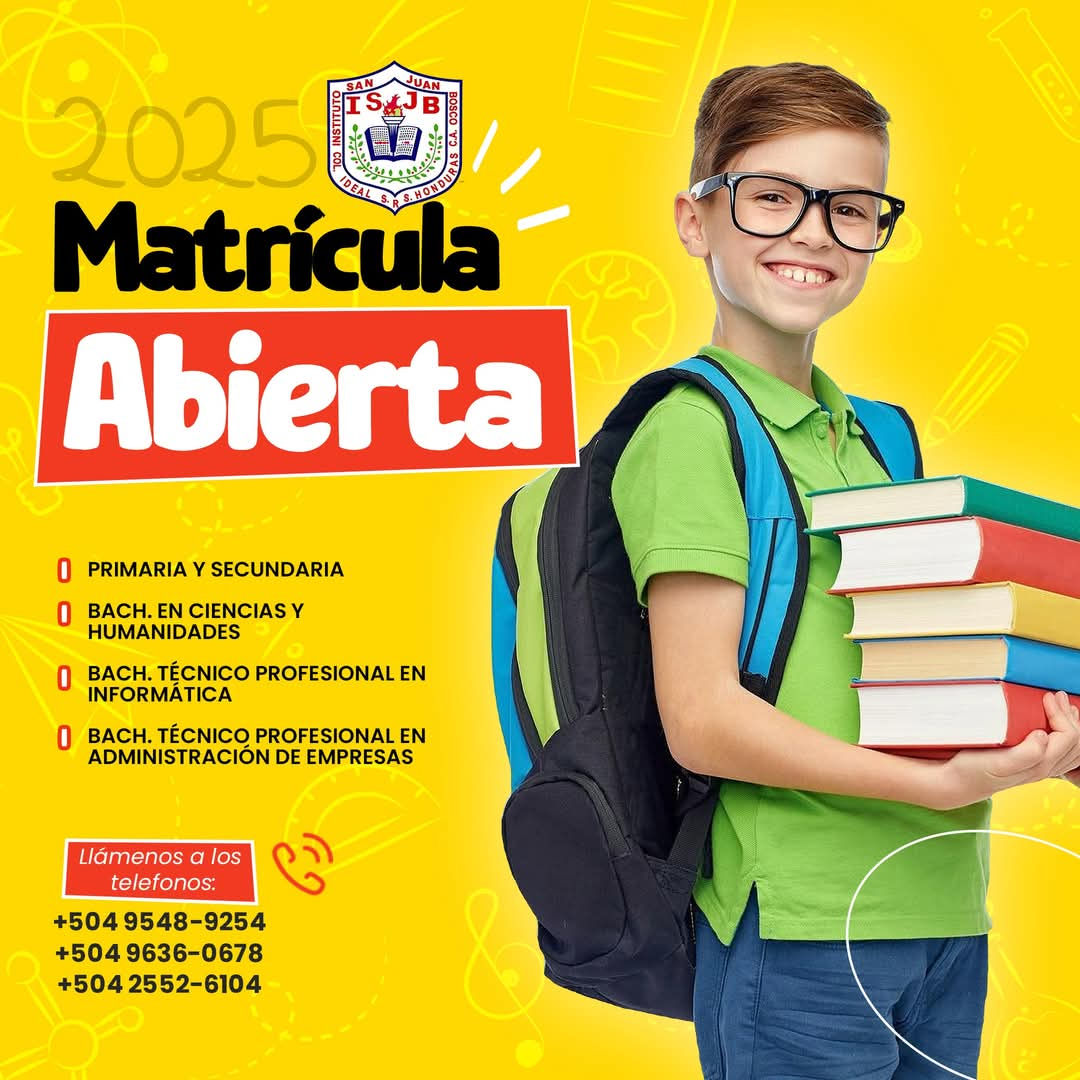 2025
SAN JUAN
IS JB
COL. INSTITUTO
BOSCO
IDEAL S.R.S. HONDURAS C.A.
Matrícula
Abierta
PRIMARIA Y SECUNDARIA
BACH. EN CIENCIAS Y
HUMANIDADES
BACH. TÉCNICO PROFESIONAL EN
INFORMÁTICA
BACH. TÉCNICO PROFESIONAL EN
ADMINISTRACIÓN DE EMPRESAS
Llámenos a los
telefonos:
+504 9548-9254
+504 9636-0678
+504 2552-6104